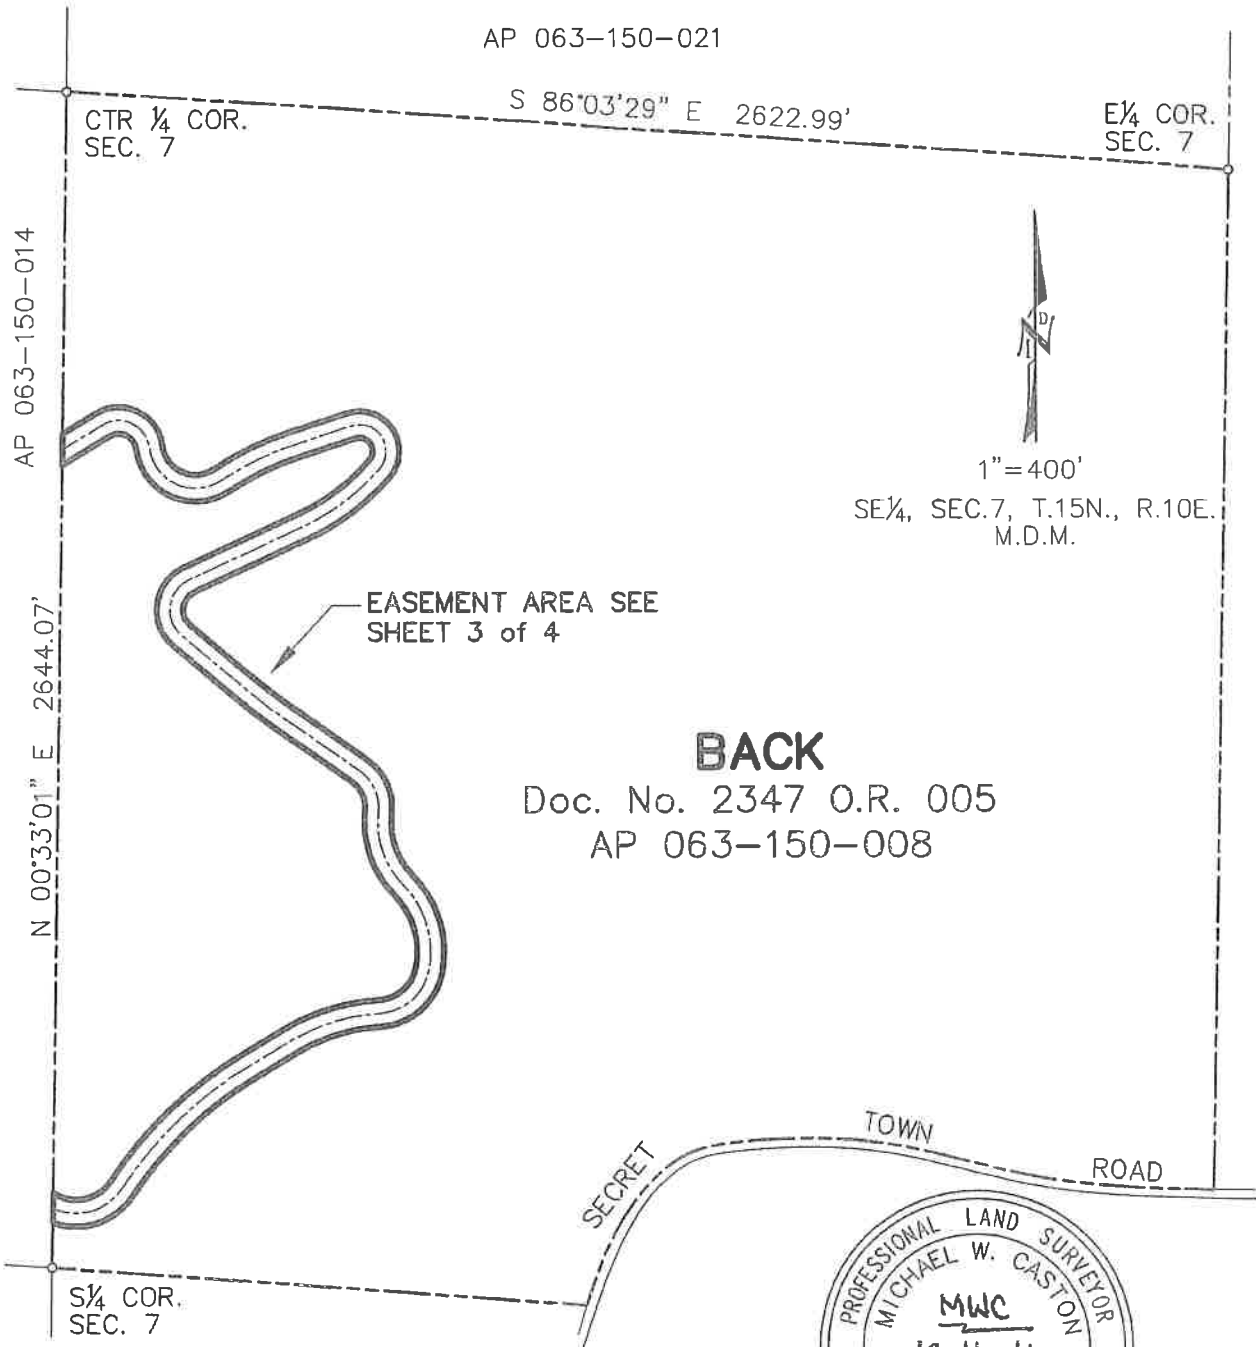 AP 063-150-021
S 86°03'29" E 2622.99'
CTR ¼ COR.
SEC. 7
E¼ COR.
SEC. 7
AP 063-150-014
N 00°33'01" E 2644.07'
1"=400'
SE¼, SEC.7, T.15N., R.10E.
M.D.M.
EASEMENT AREA SEE
SHEET 3 of 4
BACK
Doc. No. 2347 O.R. 005
AP 063-150-008
SECRET TOWN ROAD
S¼ COR.
SEC. 7
PROFESSIONAL LAND SURVEYOR
MICHAEL W. CASTON
MWC